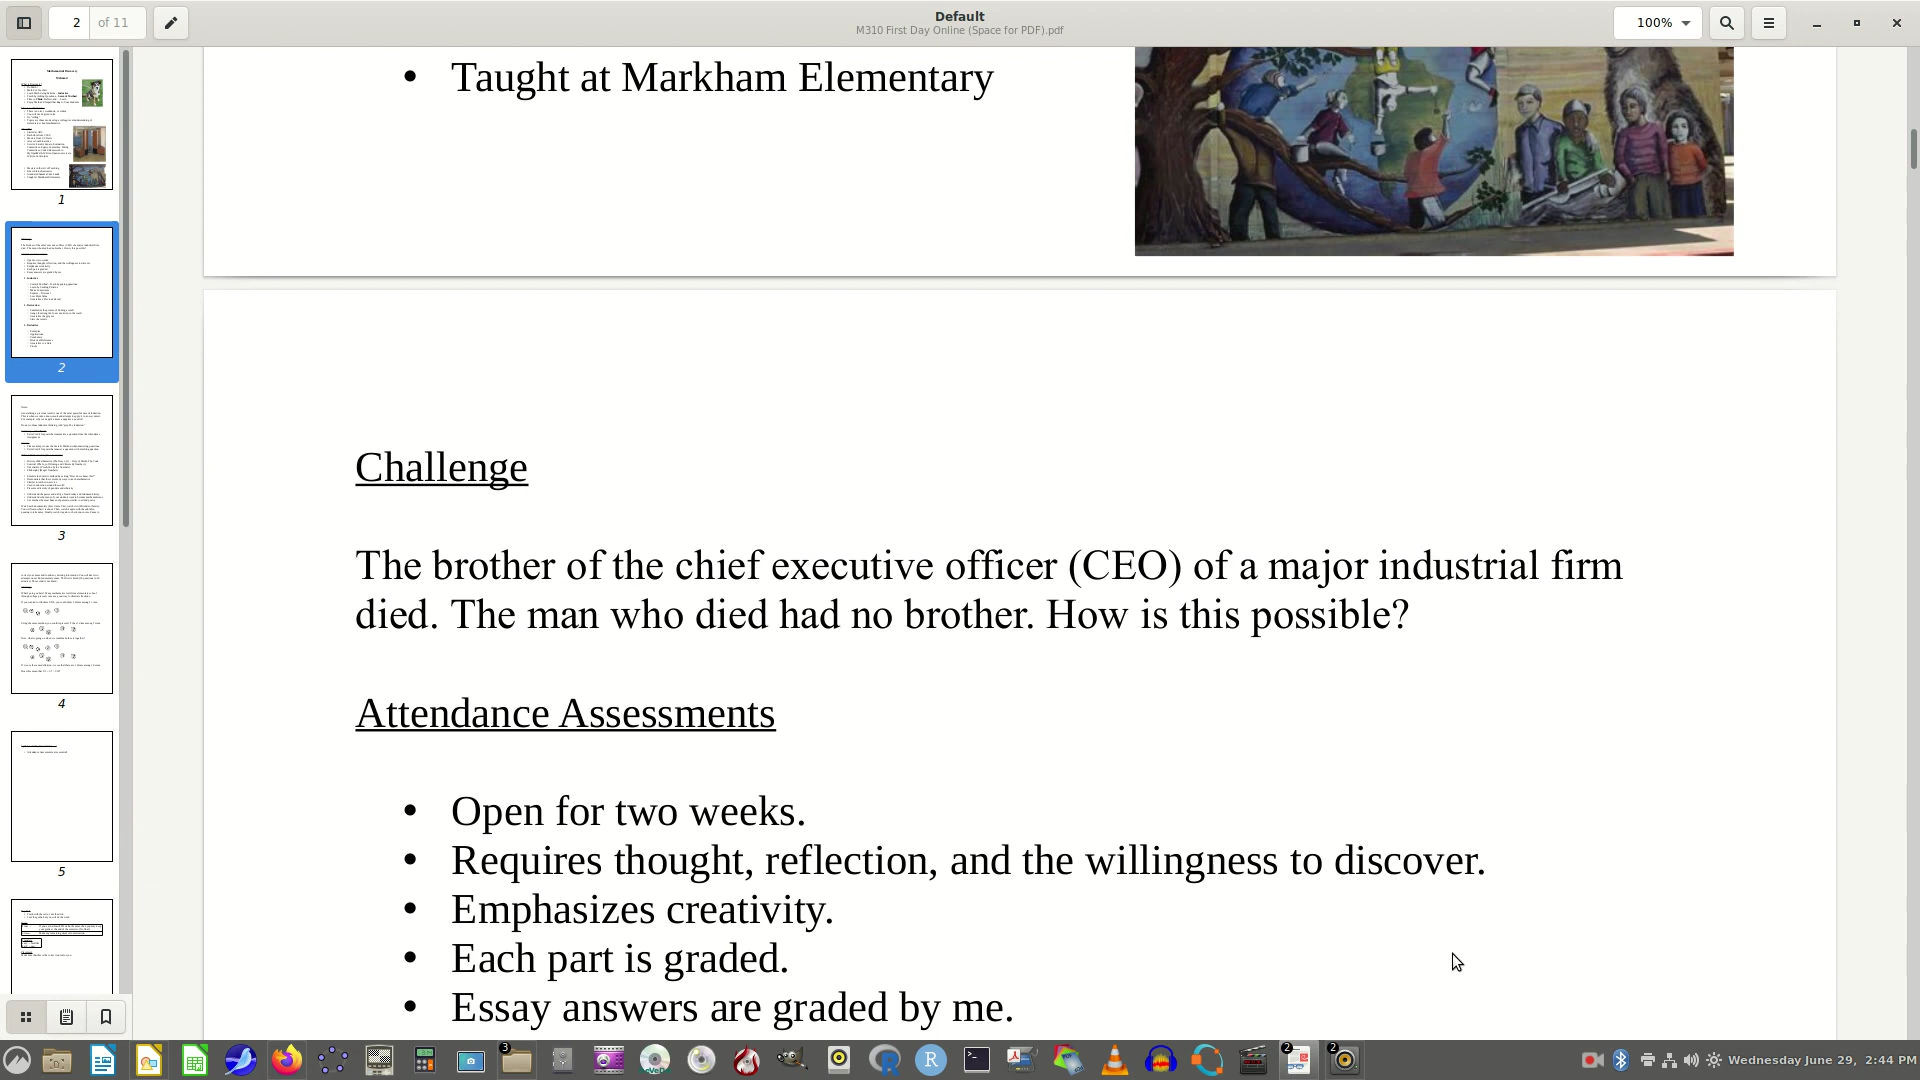 2
of 11
Default
M310 First Day Online (Space for PDF).pdf
100%
1
2
3
4
5
• Taught at Markham Elementary
Challenge
The brother of the chief executive officer (CEO) of a major industrial firm
died. The man who died had no brother. How is this possible?
Attendance Assessments
• Open for two weeks.
• Requires thought, reflection, and the willingness to discover.
• Emphasizes creativity.
• Each part is graded.
• Essay answers are graded by me.
3
2
2
Wednesday June 29, 2:44 PM